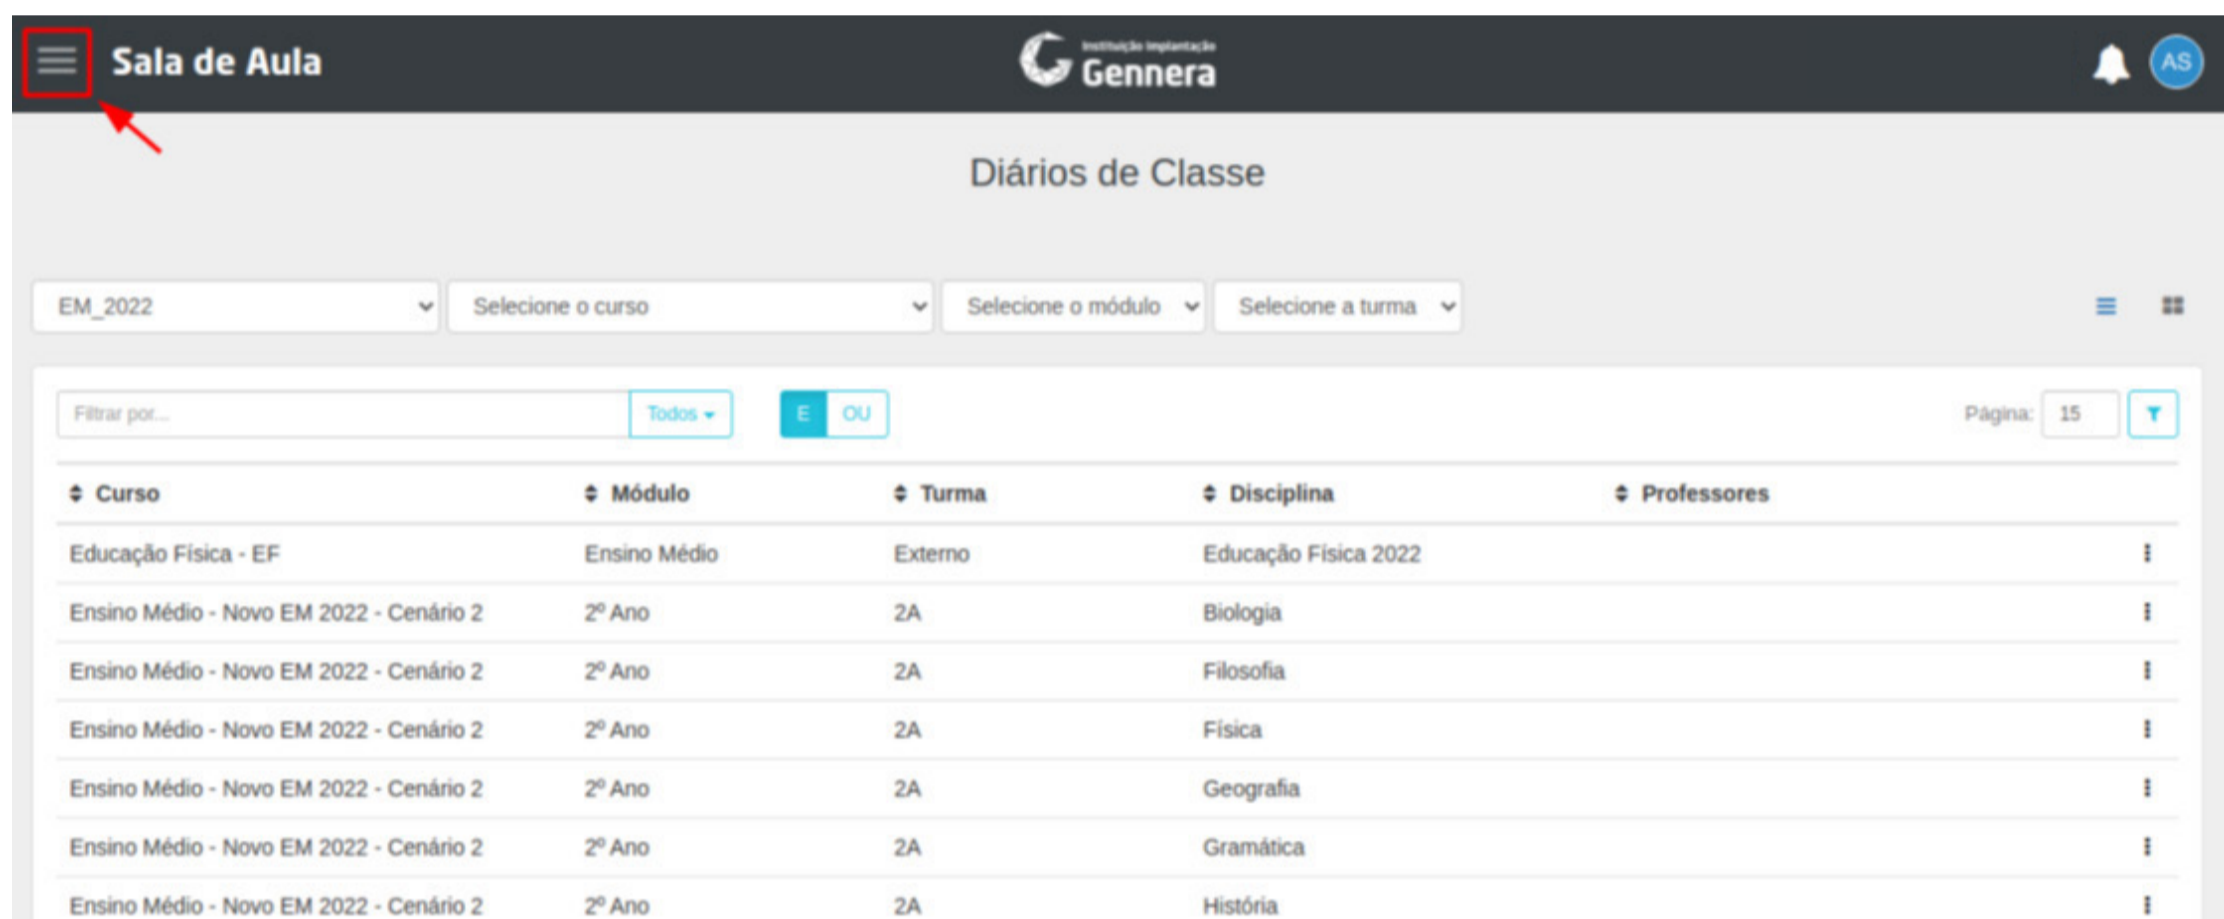 Sala de Aula
Instituição Implantação
Gennera
AS
Diários de Classe
EM_2022
Selecione o curso
Selecione o módulo
Selecione a turma
Filtrar por...
Todos
E
OU
Página:
15
Curso Módulo Turma Disciplina Professores
Educação Física - EF Ensino Médio Externo Educação Física 2022
Ensino Médio - Novo EM 2022 - Cenário 2 2º Ano 2A Biologia
Ensino Médio - Novo EM 2022 - Cenário 2 2º Ano 2A Filosofia
Ensino Médio - Novo EM 2022 - Cenário 2 2º Ano 2A Física
Ensino Médio - Novo EM 2022 - Cenário 2 2º Ano 2A Geografia
Ensino Médio - Novo EM 2022 - Cenário 2 2º Ano 2A Gramática
Ensino Médio - Novo EM 2022 - Cenário 2 2º Ano 2A História